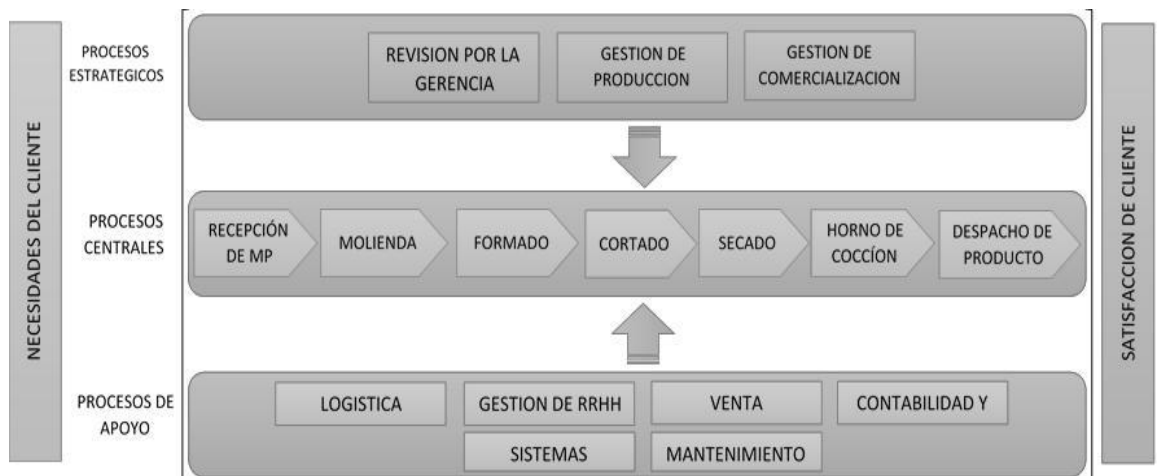 NECESIDADES DEL CLIENTE
PROCESOS
ESTRATEGICOS
REVISION POR LA
GERENCIA
GESTION DE
PRODUCCION
GESTION DE
COMERCIALIZACION
PROCESOS
CENTRALES
RECEPCIÓN
DE MP
MOLIENDA
FORMADO
CORTADO
SECADO
HORNO DE
COCCÍON
DESPACHO DE
PRODUCTO
PROCESOS DE
APOYO
LOGISTICA
GESTION DE RRHH
VENTA
CONTABILIDAD Y
SISTEMAS
MANTENIMIENTO
SATISFACCION DE CLIENTE